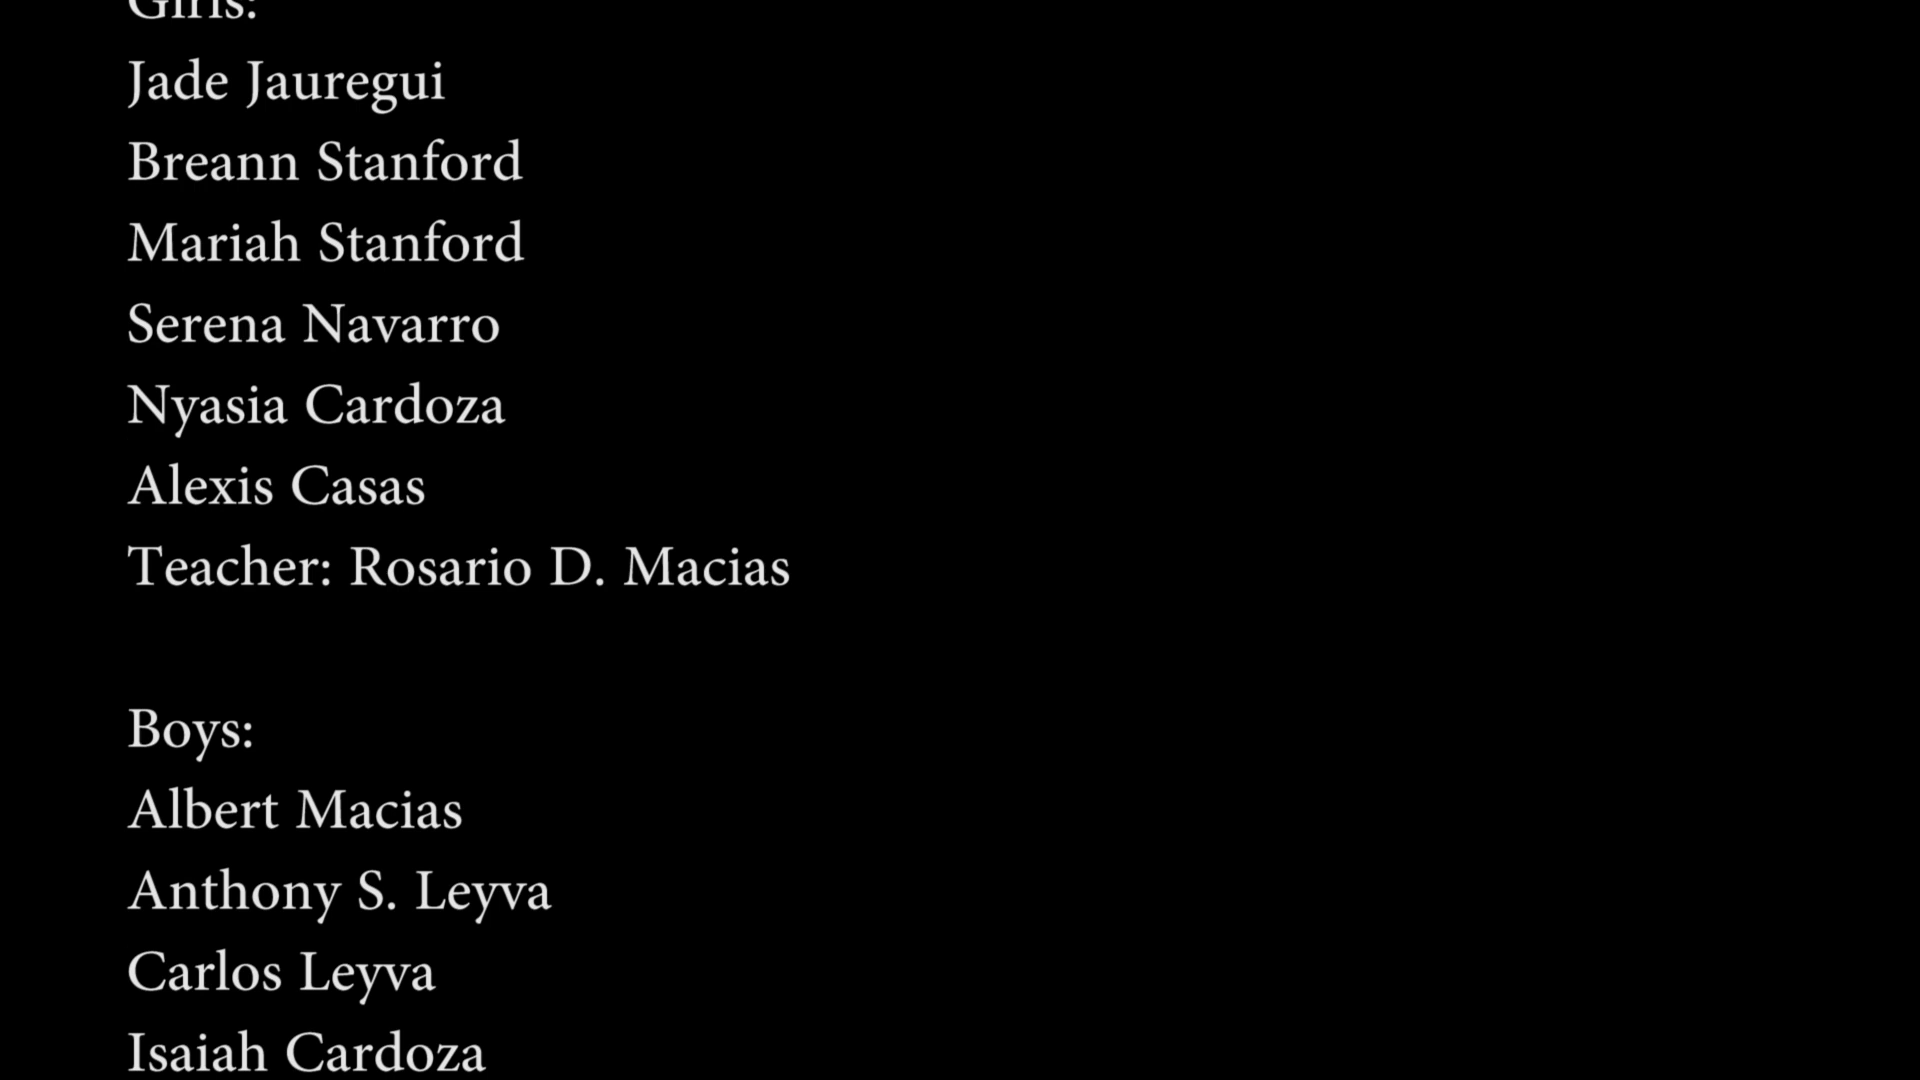 Girls:
Jade Jauregui
Breann Stanford
Mariah Stanford
Serena Navarro
Nyasia Cardoza
Alexis Casas
Teacher: Rosario D. Macias
Boys:
Albert Macias
Anthony S. Leyva
Carlos Leyva
Isaiah Cardoza